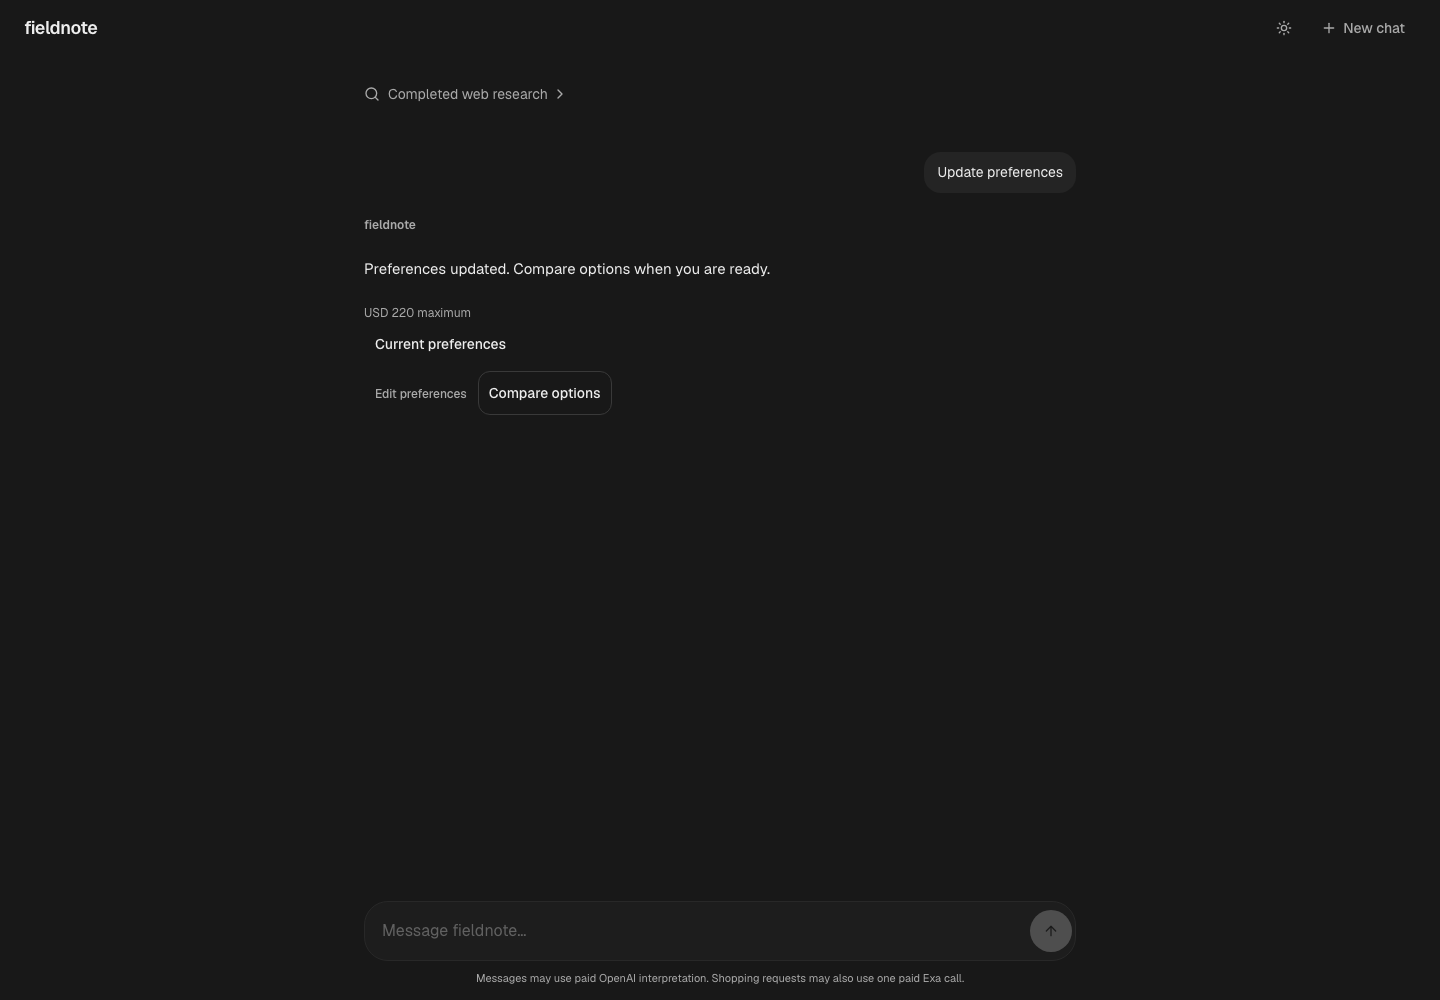 fieldnote
New chat
Completed web research
Update preferences
fieldnote
Preferences updated. Compare options when you are ready.
USD 220 maximum
Current preferences
Edit preferences
Compare options
Message fieldnote...
Messages may use paid OpenAI interpretation. Shopping requests may also use one paid Exa call.